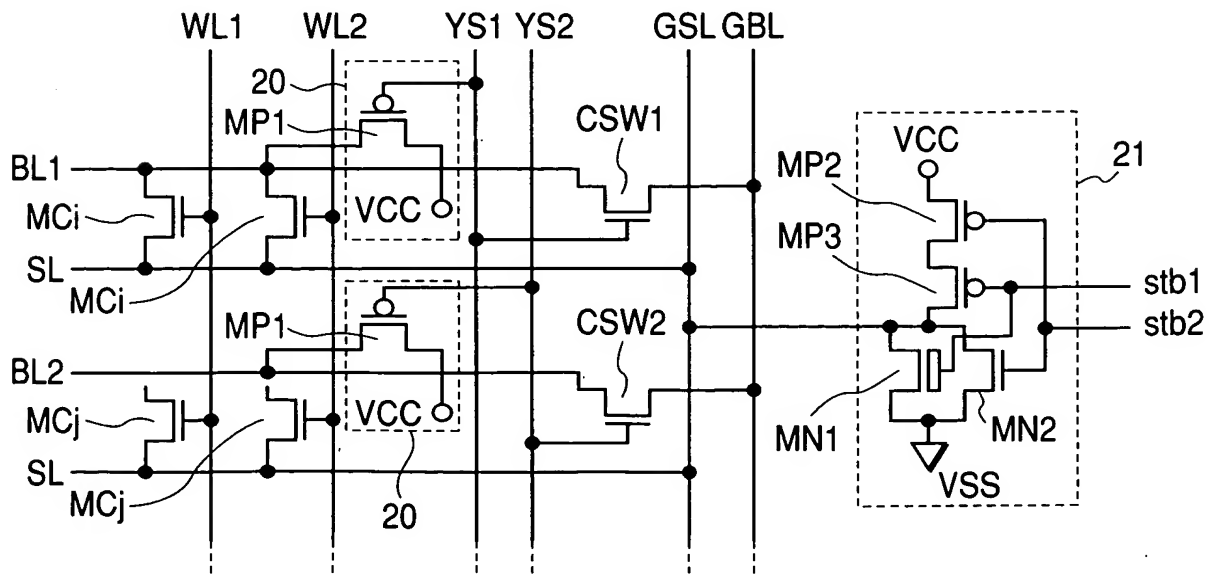 WL1 WL2 YS1 YS2 GSL GBL
20
MP1
CSW1
BL1
VCC
MCi
SL
MCi
VCC
21
MP2
MP3
stb1
stb2
MP1
CSW2
BL2
VCC
MCj
SL
MCj
20
MN1
MN2
VSS